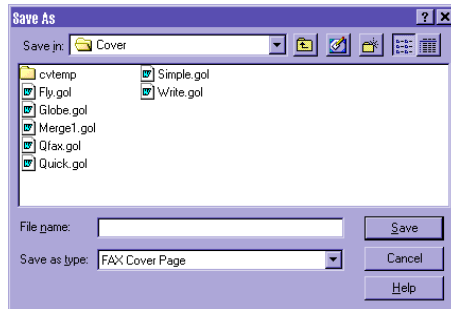 Save As
Save in: Cover
cvtemp
Fly.gol
Globe.gol
Merge1.gol
Qfax.gol
Quick.gol
Simple.gol
Write.gol
File name:
Save
Save as type: FAX Cover Page
Cancel
Help